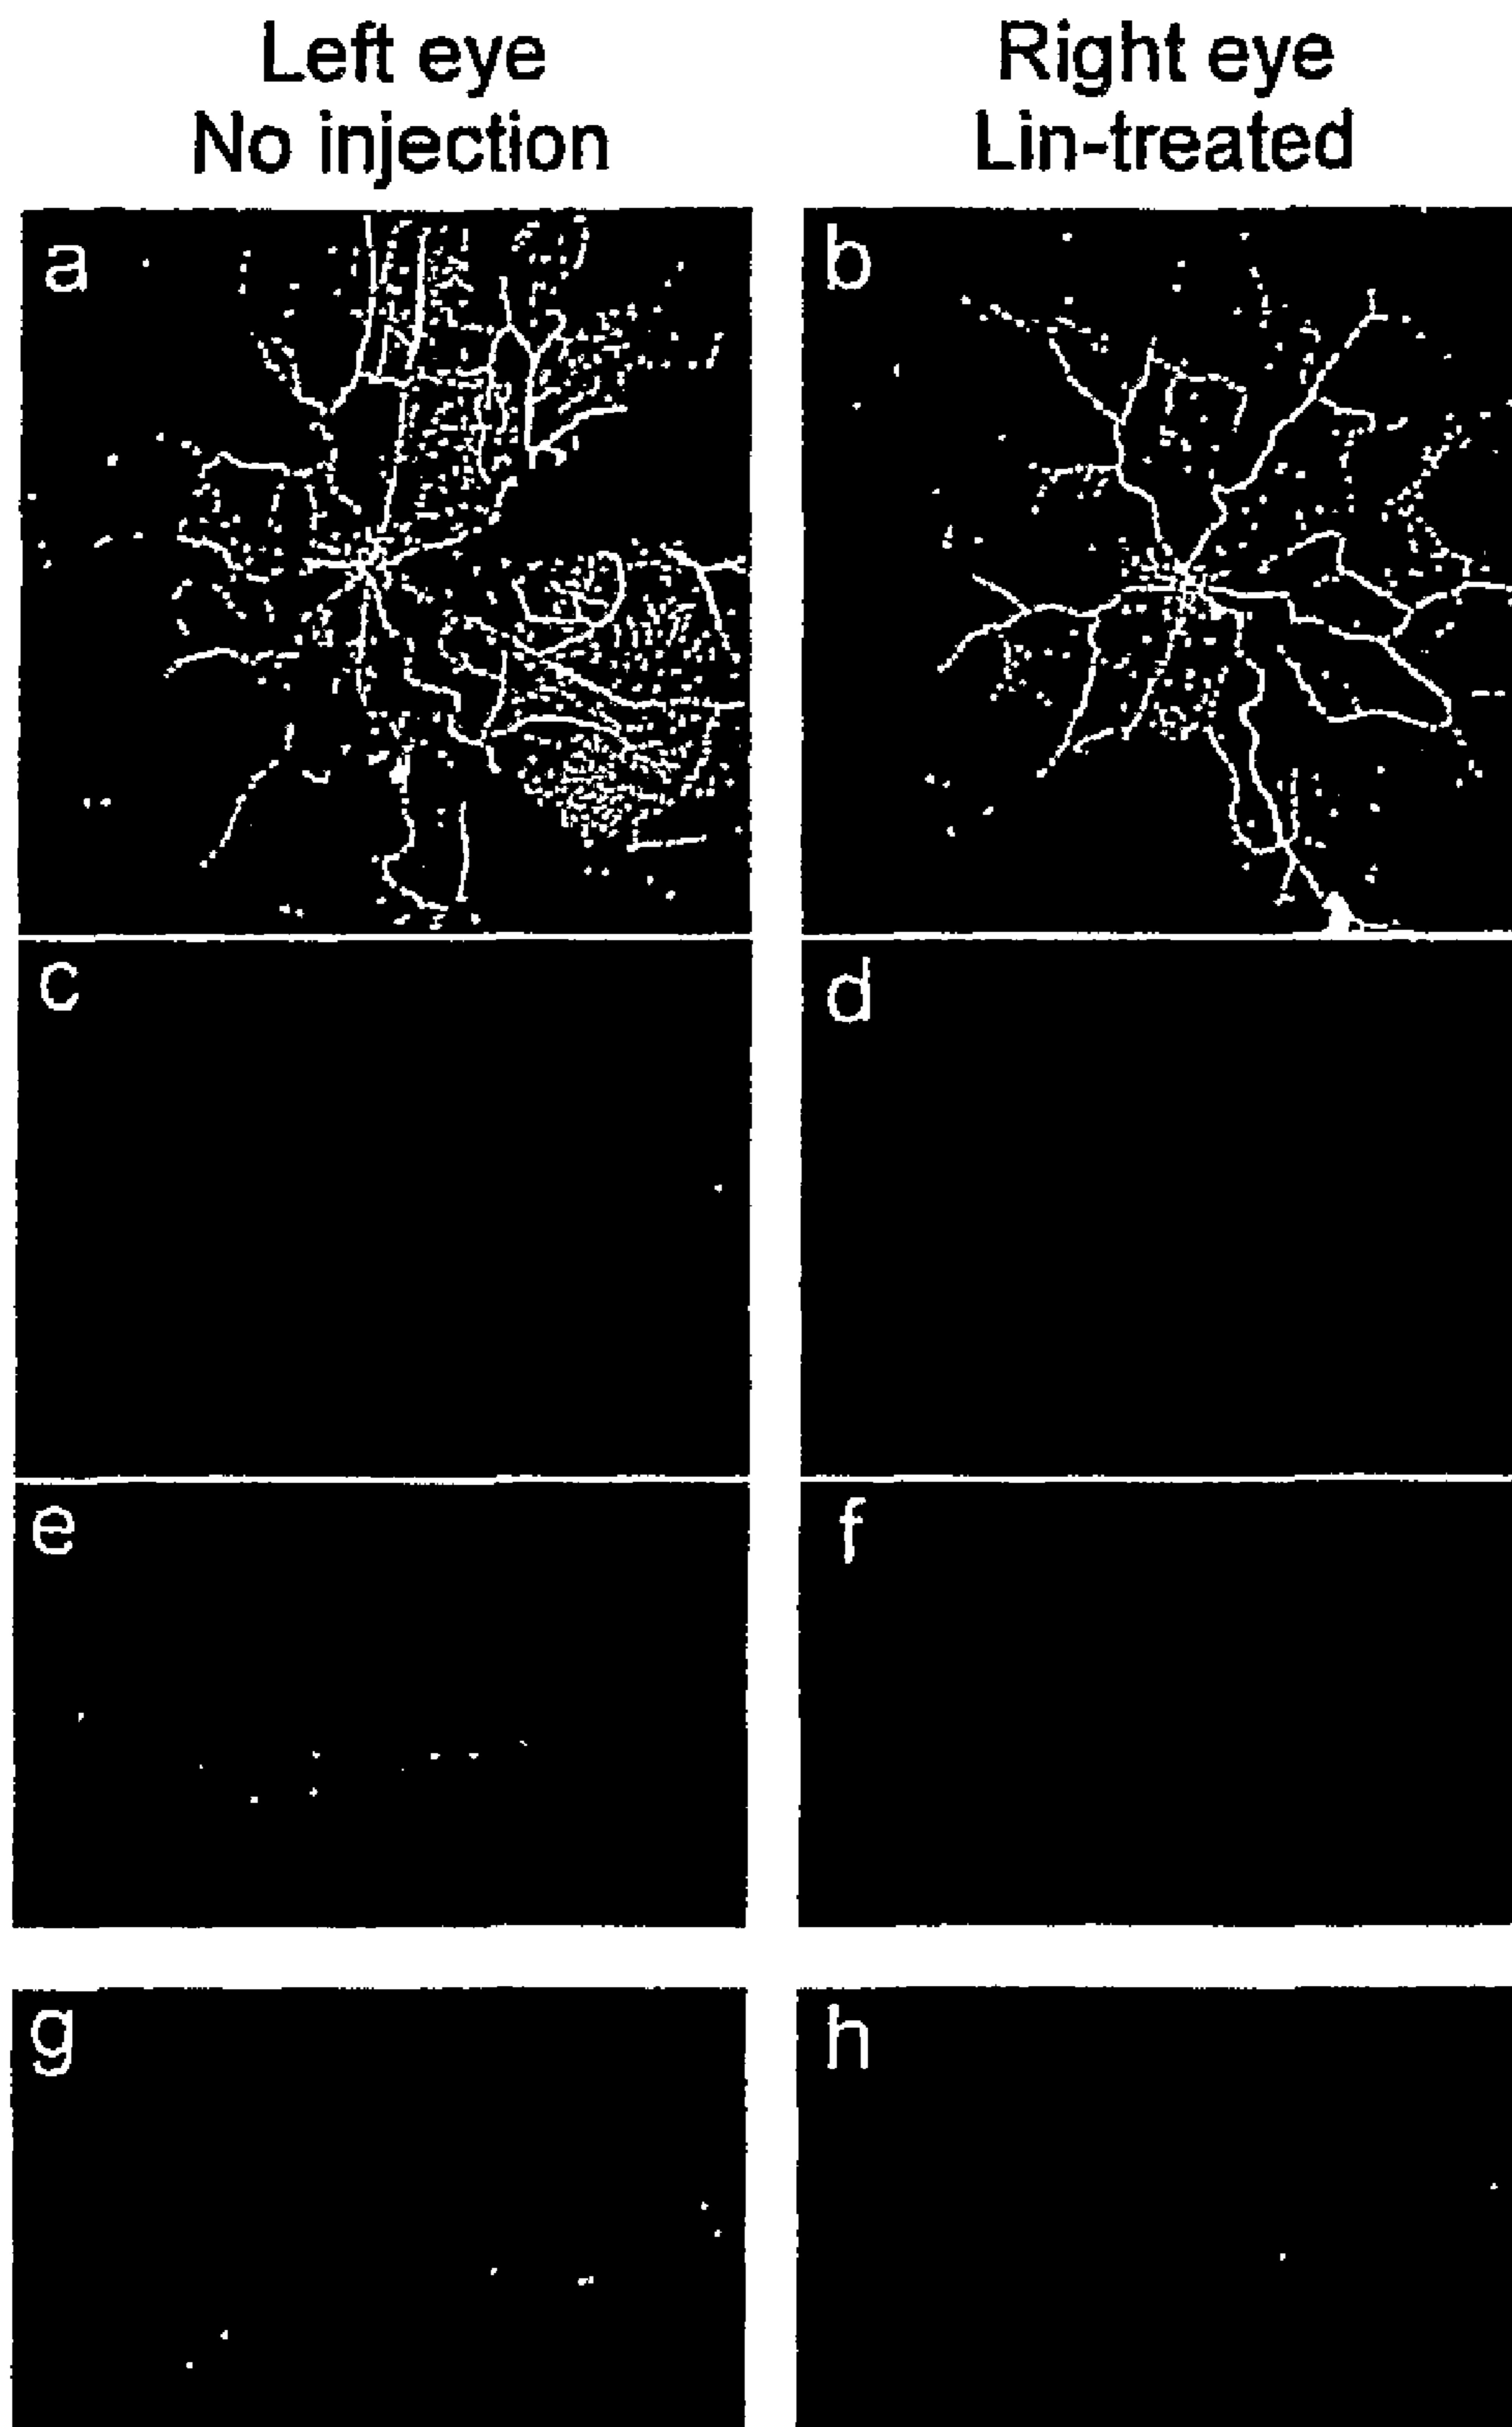 Left eye
No injection
Right eye
Lin-treated
a
b
c
d
e
f
g
h